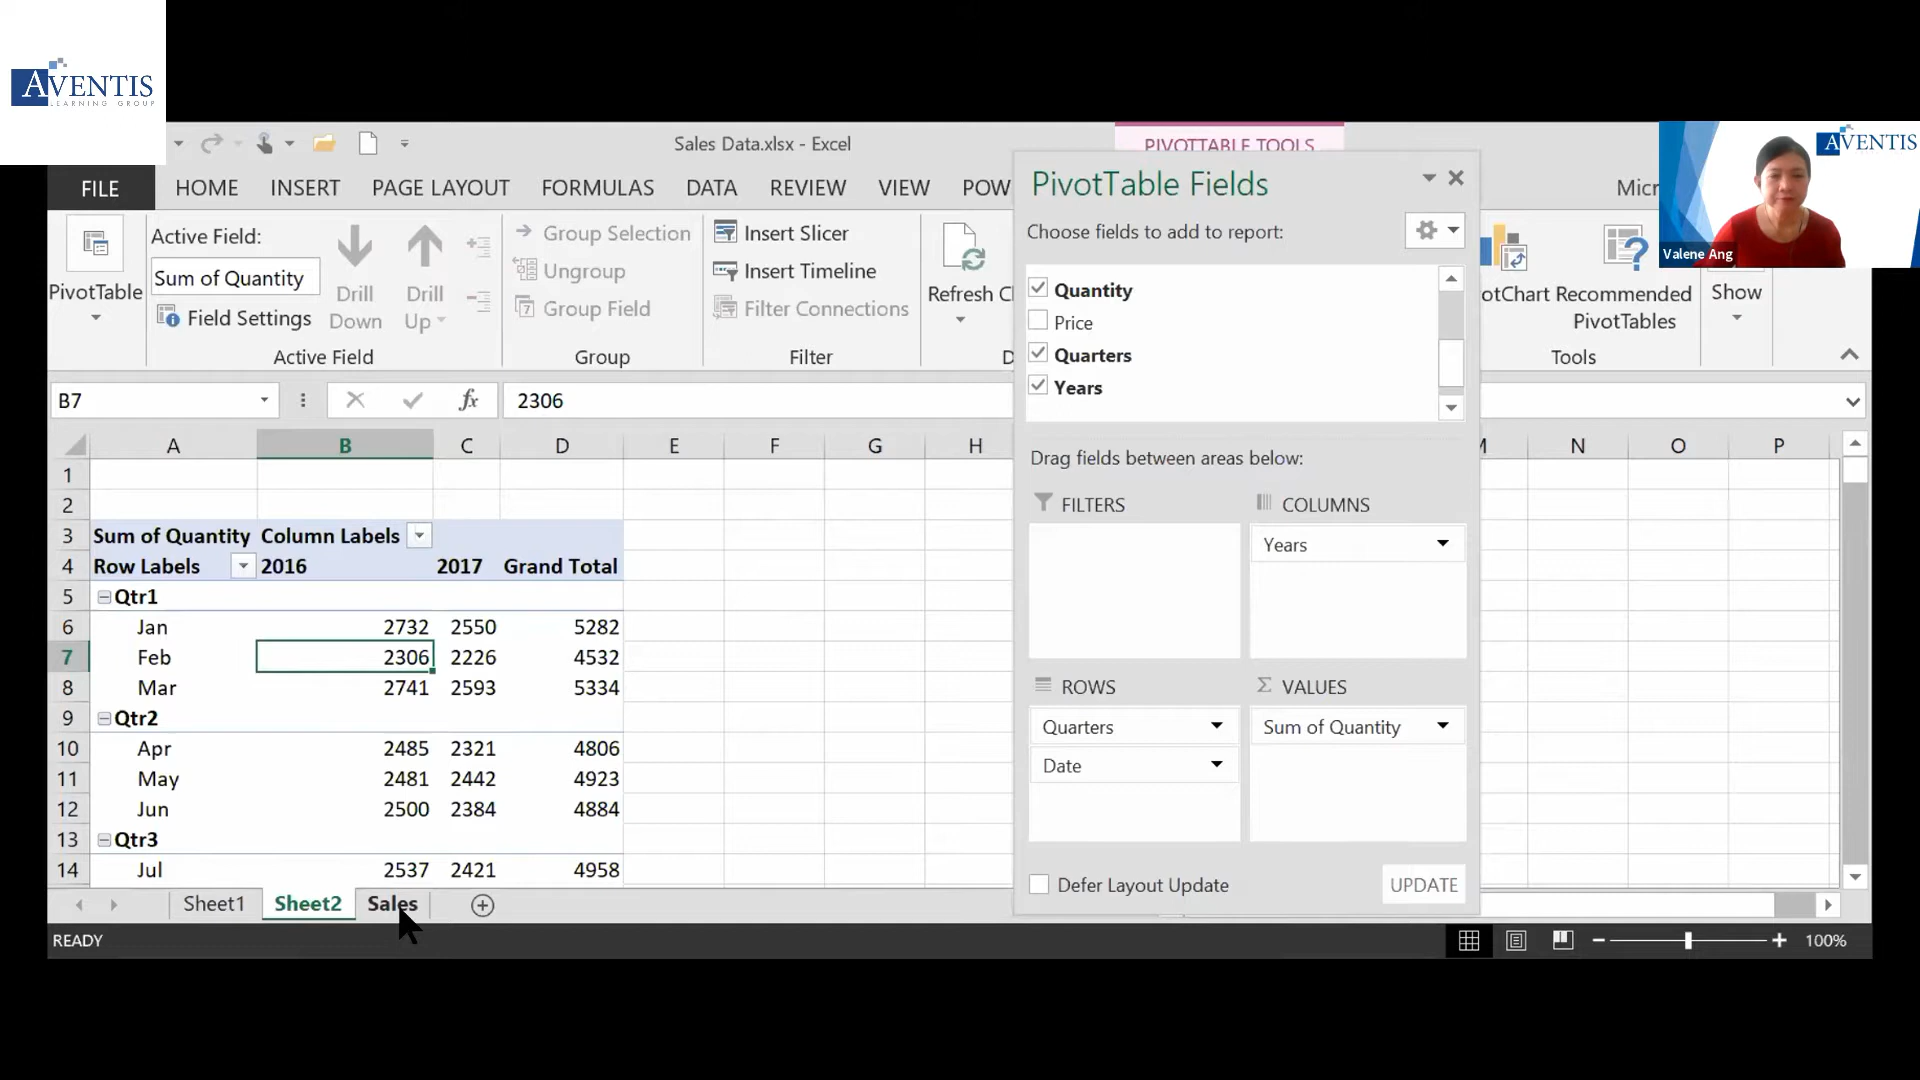 AVENTIS
LEARNING GROUP
Sales Data.xlsx - Excel
PIVOTTABLE TOOLS
AVENTIS
Valene Ang
FILE HOME INSERT PAGE LAYOUT FORMULAS DATA REVIEW VIEW POW Micr
PivotTable
Active Field:
Sum of Quantity
Field Settings
Drill Down
Drill Up
Active Field
Group Selection
Ungroup
Group Field
Group
Insert Slicer
Insert Timeline
Filter Connections
Filter
Refresh C
D
otChart Recommended
PivotTables
Tools
Show
B7 fx 2306
PivotTable Fields
Choose fields to add to report:
Quantity
Price
Quarters
Years
Drag fields between areas below:
FILTERS
COLUMNS
Years
ROWS
Quarters
Date
Σ VALUES
Sum of Quantity
Defer Layout Update
UPDATE
A B C D E F G H M N O P
1
2
3 Sum of Quantity Column Labels
4 Row Labels 2016 2017 Grand Total
5 Qtr1
6 Jan 2732 2550 5282
7 Feb 2306 2226 4532
8 Mar 2741 2593 5334
9 Qtr2
10 Apr 2485 2321 4806
11 May 2481 2442 4923
12 Jun 2500 2384 4884
13 Qtr3
14 Jul 2537 2421 4958
Sheet1 Sheet2 Sales
READY
100%